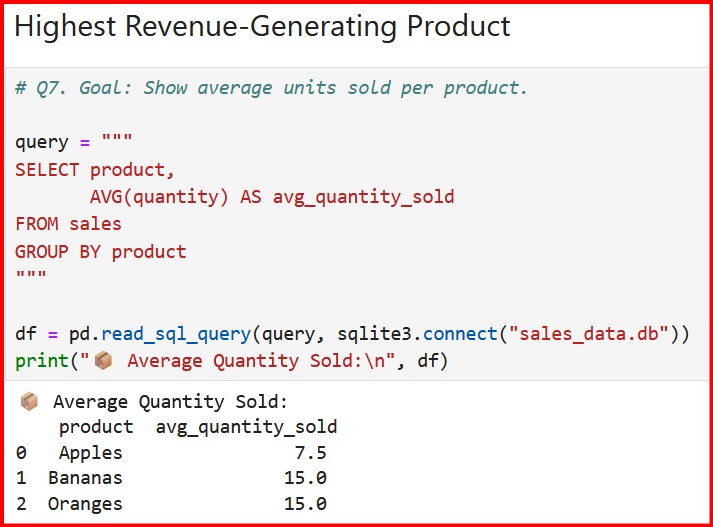 Highest Revenue-Generating Product
# Q7. Goal: Show average units sold per product.
query = """
SELECT product,
       AVG(quantity) AS avg_quantity_sold
FROM sales
GROUP BY product
"""
df = pd.read_sql_query(query, sqlite3.connect("sales_data.db"))
print("📦 Average Quantity Sold:\n", df)
📦 Average Quantity Sold:
    product  avg_quantity_sold
0   Apples                7.5
1  Bananas               15.0
2  Oranges               15.0